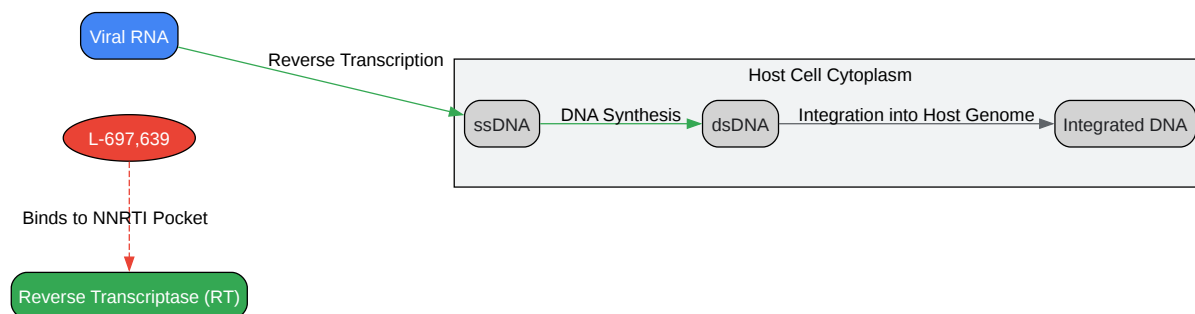 Viral RNA
Reverse Transcription
Host Cell Cytoplasm
ssDNA
DNA Synthesis
dsDNA
Integration into Host Genome
Integrated DNA
L-697,639
Binds to NNRTI Pocket
Reverse Transcriptase (RT)